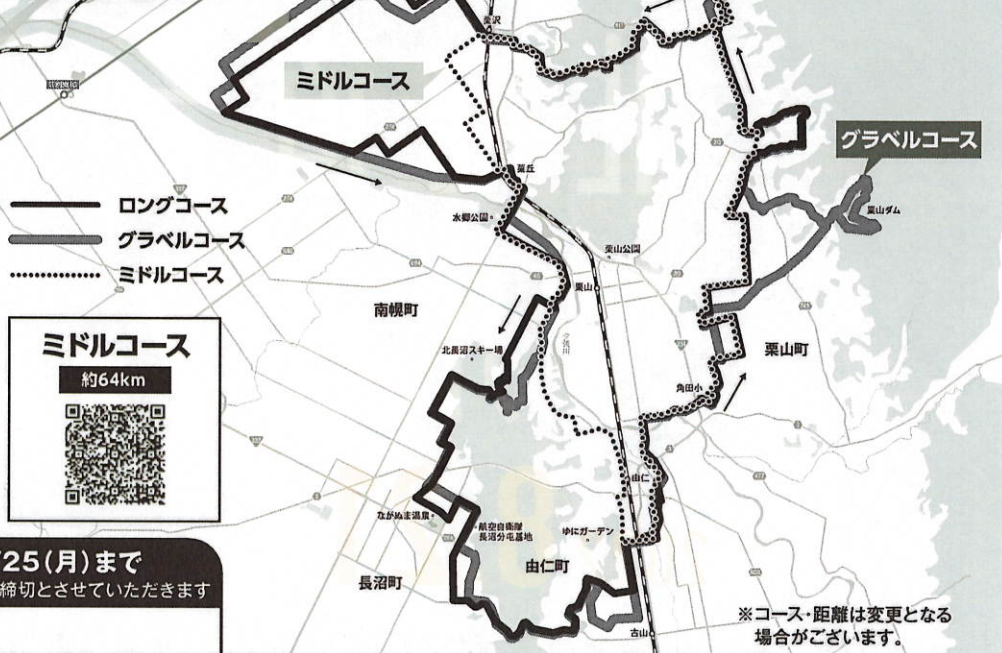 栗沢
ミドルコース
グラベルコース
栗山ダム
栗丘
水郷公園
ロングコース
グラベルコース
ミドルコース
栗山公園
栗山
南幌町
北長沼スキー場
夕張川
栗山町
角田小
ミドルコース
約64km
由仁
ながぬま温泉
航空自衛隊
長沼分屯基地
ゆにガーデン
由仁町
長沼町
古山
/25(月)まで
締切とさせていただきます
※コース・距離は変更となる
場合がございます。